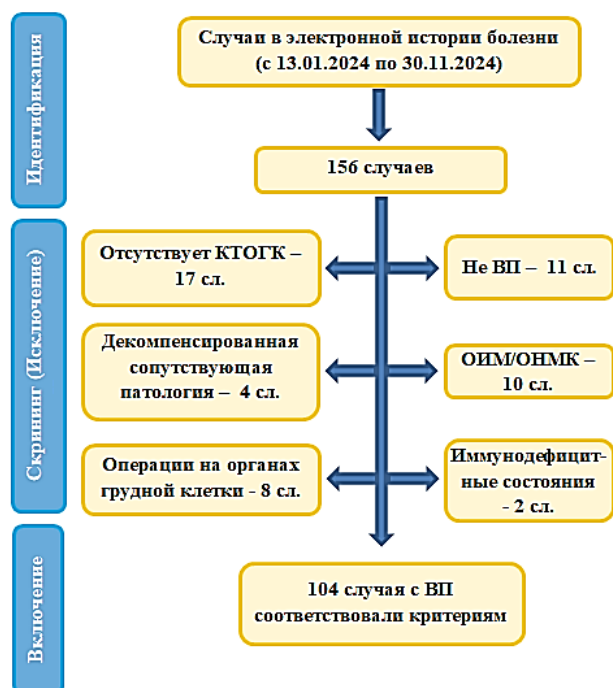 Идентификация
Случаи в электронной истории болезни
(с 13.01.2024 по 30.11.2024)
156 случаев
Скрининг (Исключение)
Отсутствует КТОГК –
17 сл.
Не ВП – 11 сл.
Декомпенсированная
сопутствующая
патология – 4 сл.
ОИМ/ОНМК –
10 сл.
Операции на органах
грудной клетки - 8 сл.
Иммунодефицит-
ные состояния
- 2 сл.
Включение
104 случая с ВП
соответствовали критериям